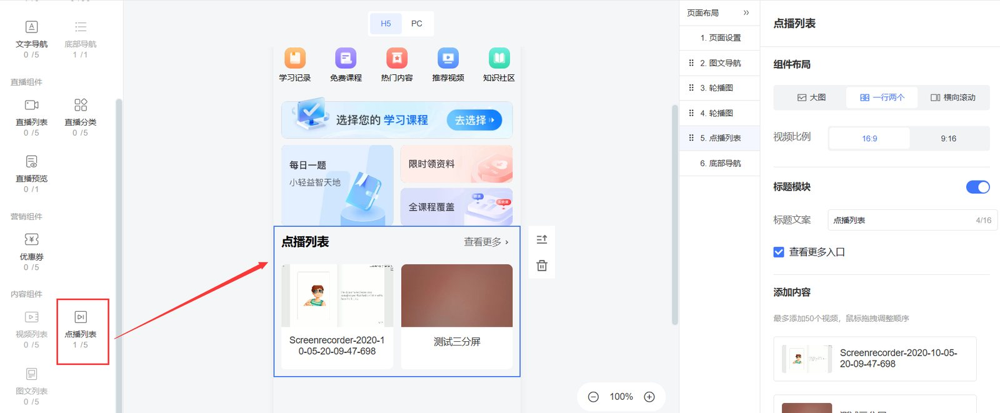 文字导航
0 /5
底部导航
1 /1
直播组件
直播列表
0 /5
直播分类
0 /5
直播预览
0 /1
营销组件
优惠券
0 /5
内容组件
视频列表
0 /5
点播列表
1 /5
图文列表
0 /5
H5
PC
学习记录
免费课程
热门内容
推荐视频
知识社区
选择您的 学习课程
去选择
每日一题
小轻益智天地
限时领资料
全课程覆盖
点播列表
查看更多 ›
Screenrecorder-2020-1
0-05-20-09-47-698
测试三分屏
100%
页面布局
1. 页面设置
2. 图文导航
3. 轮播图
4. 轮播图
5. 点播列表
6. 底部导航
点播列表
组件布局
大图
一行两个
横向滚动
视频比例
16:9
9:16
标题模块
标题文案
点播列表
4/16
查看更多入口
添加内容
最多添加50个视频，鼠标拖拽调整顺序
Screenrecorder-2020-10-05-
20-09-47-698